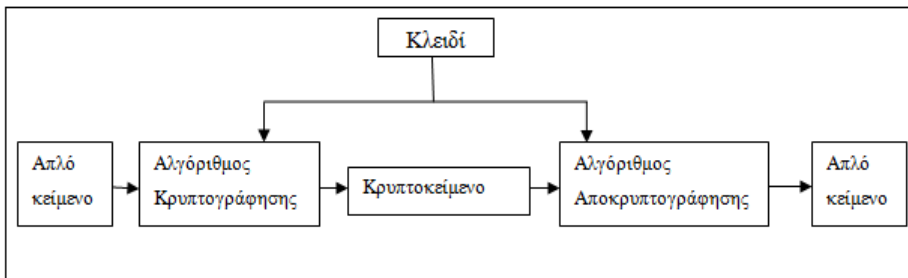 Κλειδί
Απλό
κείμενο
Αλγόριθμος
Κρυπτογράφησης
Κρυπτοκείμενο
Αλγόριθμος
Αποκρυπτογράφησης
Απλό
κείμενο